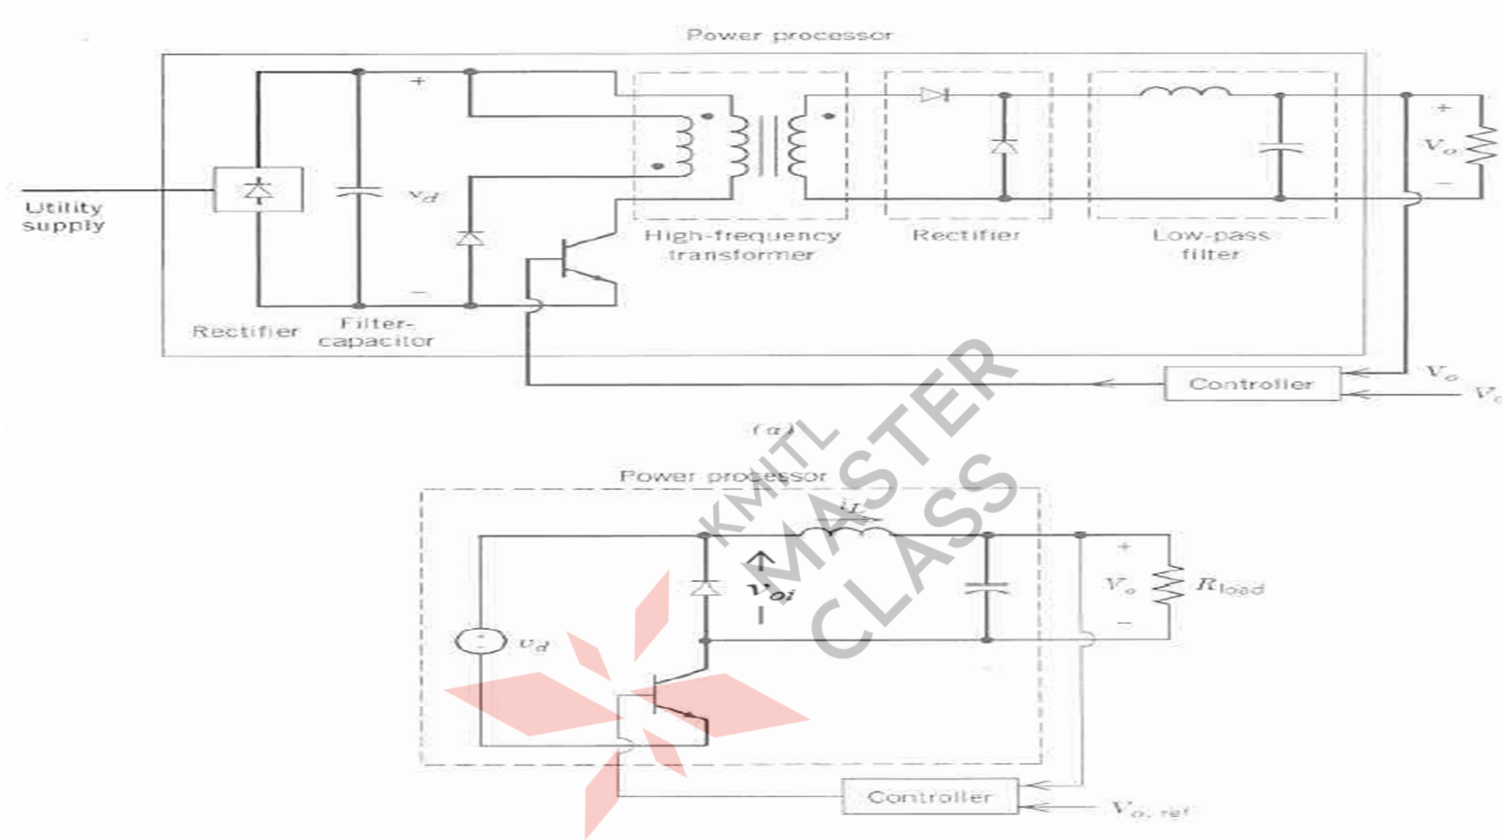 Power processor
+
v_d
−
Utility
supply
Rectifier
Filter-
capacitor
High-frequency
transformer
Rectifier
Low-pass
filter
+
V_o
−
Controller
V_o
(a)
Power processor
i_L
v_oi
v_d
+
V_o
−
R_load
Controller
V_o, ref
KMITL
MASTER
CLASS